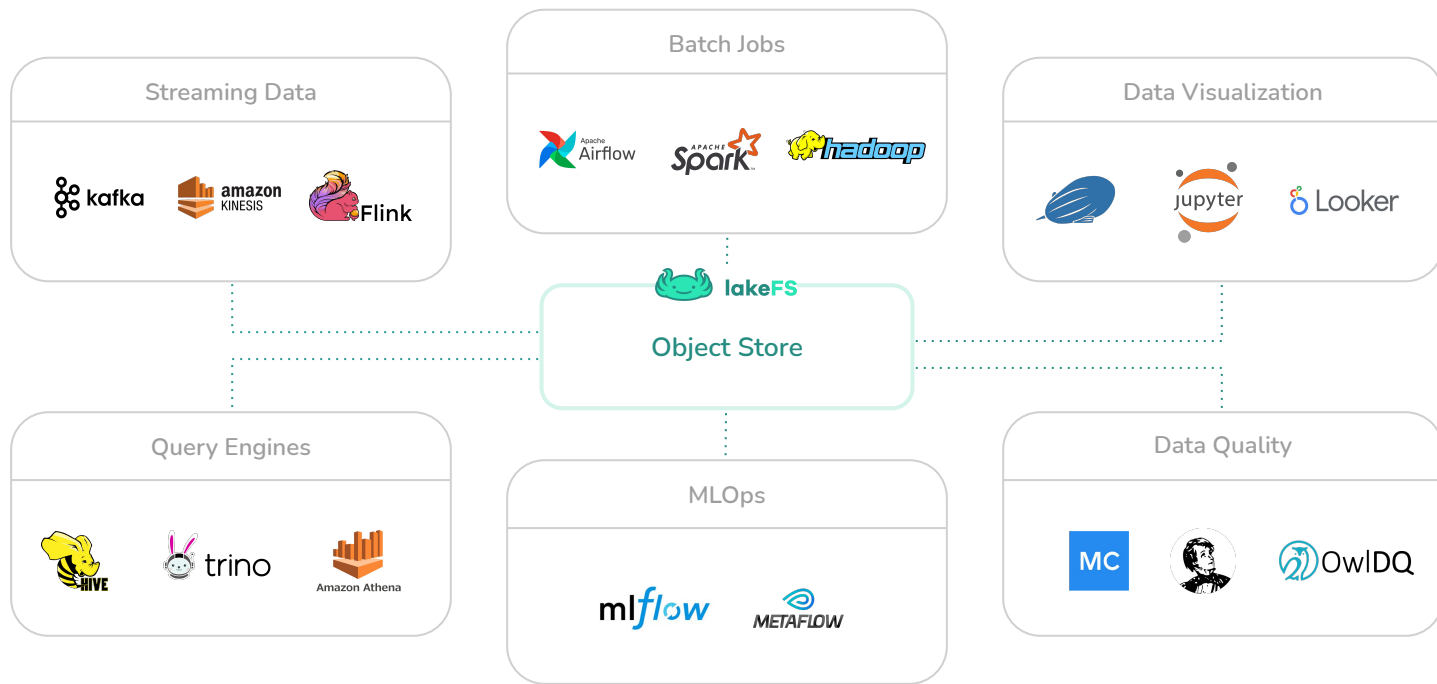 Batch Jobs
Streaming Data
Data Visualization
Apache
Airflow
APACHE
Spark
TM
hadoop
kafka
amazon
KINESIS
Flink
jupyter
Looker
lakeFS
Object Store
Query Engines
Data Quality
MLOps
HIVE
trino
Amazon Athena
MC
OwlDQ
mlflow
METAFLOW